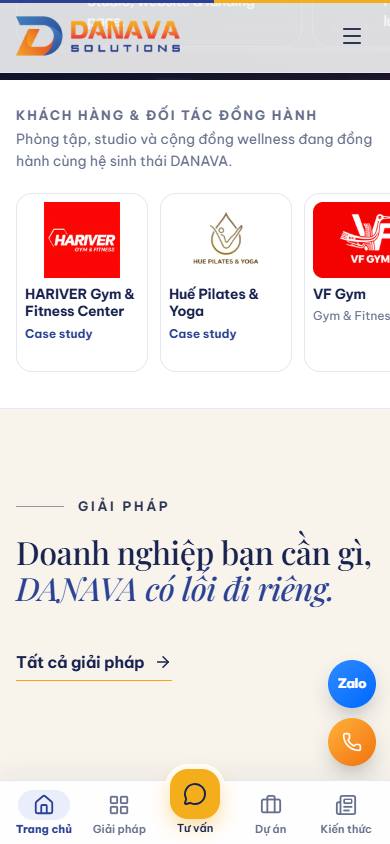 DANAVA
SOLUTIONS
KHÁCH HÀNG & ĐỐI TÁC ĐỒNG HÀNH
Phòng tập, studio và cộng đồng wellness đang đồng
hành cùng hệ sinh thái DANAVA.
HARIVER
GYM & FITNESS
HUE PILATES & YOGA
VF GYM
HARIVER Gym &
Fitness Center
Case study
Huế Pilates &
Yoga
Case study
VF Gym
Gym & Fitnes
GIẢI PHÁP
Doanh nghiệp bạn cần gì,
DANAVA có lối đi riêng.
Tất cả giải pháp
Zalo
Trang chủ
Giải pháp
Tư vấn
Dự án
Kiến thức